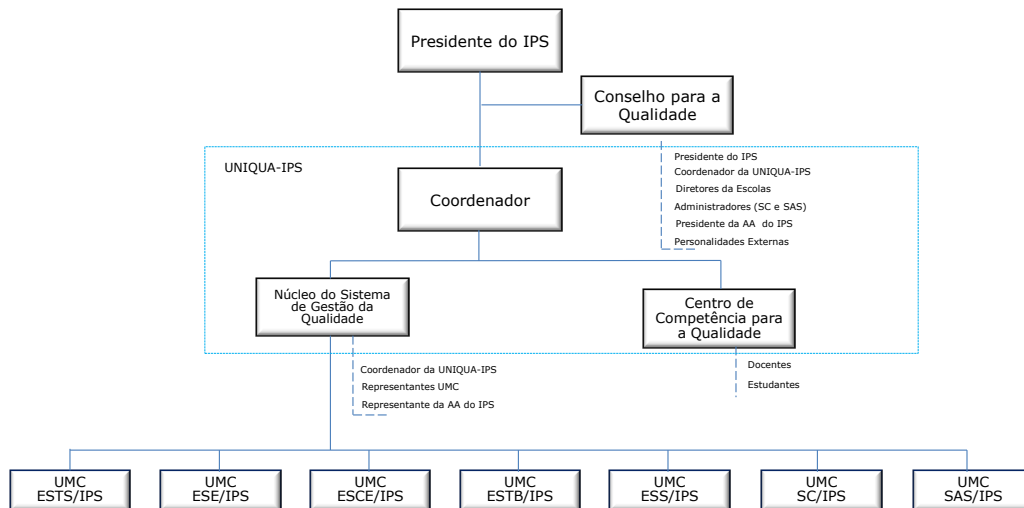 Presidente do IPS
Conselho para a
Qualidade
UNIQUA-IPS
Presidente do IPS
Coordenador da UNIQUA-IPS
Diretores da Escolas
Administradores (SC e SAS)
Presidente da AA do IPS
Personalidades Externas
Coordenador
Núcleo do Sistema
de Gestão da
Qualidade
Centro de
Competência para
a Qualidade
Coordenador da UNIQUA-IPS
Representantes UMC
Representante da AA do IPS
Docentes
Estudantes
UMC
ESTS/IPS
UMC
ESE/IPS
UMC
ESCE/IPS
UMC
ESTB/IPS
UMC
ESS/IPS
UMC
SC/IPS
UMC
SAS/IPS